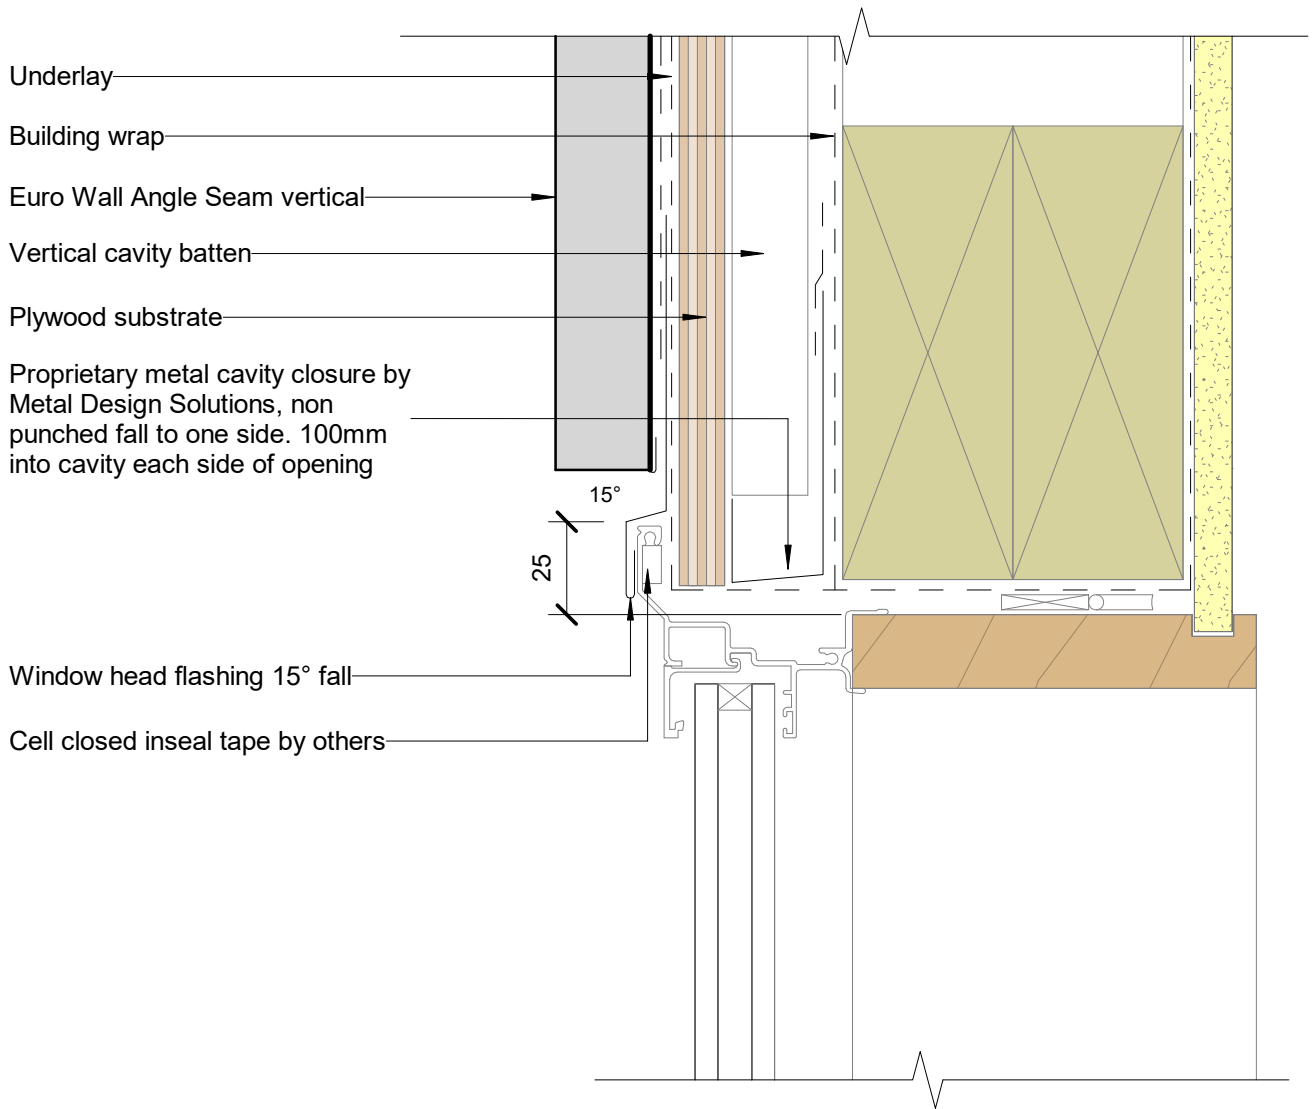 Underlay
Building wrap
Euro Wall Angle Seam vertical
Vertical cavity batten
Plywood substrate
Proprietary metal cavity closure by
Metal Design Solutions, non
punched fall to one side. 100mm
into cavity each side of opening
15°
25
Window head flashing 15° fall
Cell closed inseal tape by others